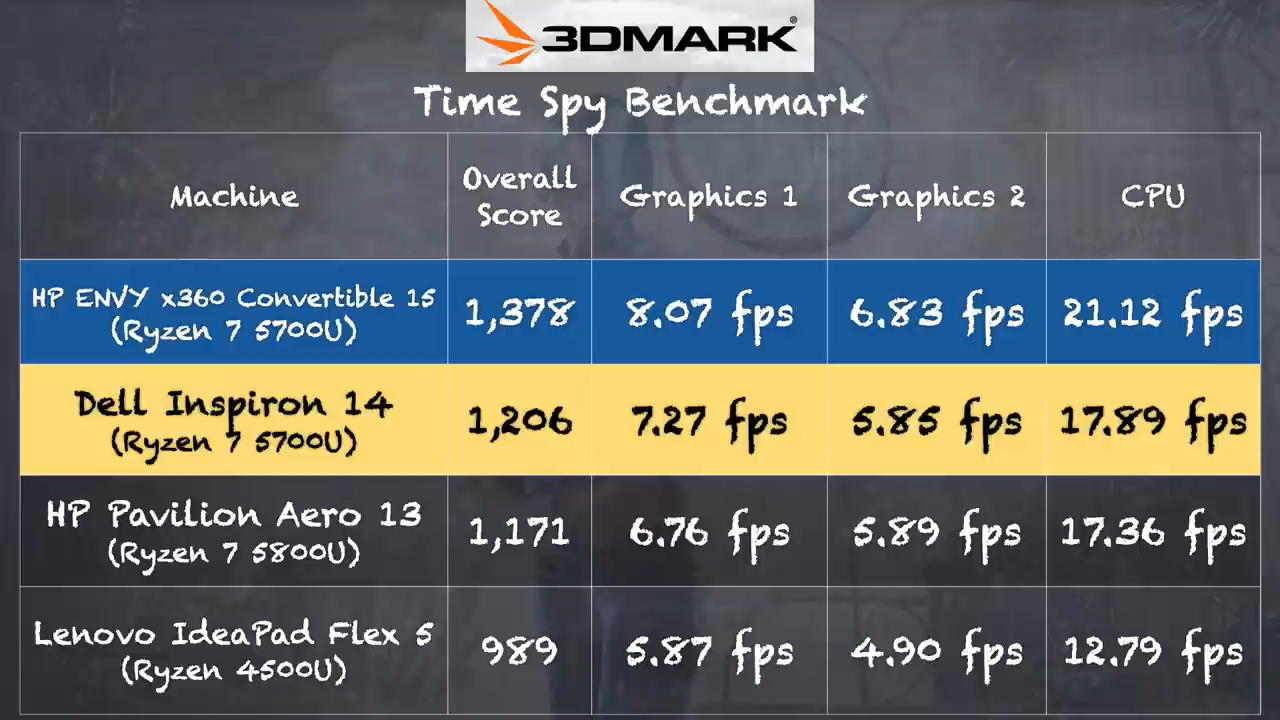 3DMARK®
Time Spy Benchmark
Machine
Overall
Score
Graphics 1
Graphics 2
CPU
HP ENVY x360 Convertible 15
(Ryzen 7 5700U)
1,378
8.07 fps
6.83 fps
21.12 fps
Dell Inspiron 14
(Ryzen 7 5700U)
1,206
7.27 fps
5.85 fps
17.89 fps
HP Pavilion Aero 13
(Ryzen 7 5800U)
1,171
6.76 fps
5.89 fps
17.36 fps
Lenovo IdeaPad Flex 5
(Ryzen 4500U)
989
5.87 fps
4.90 fps
12.79 fps